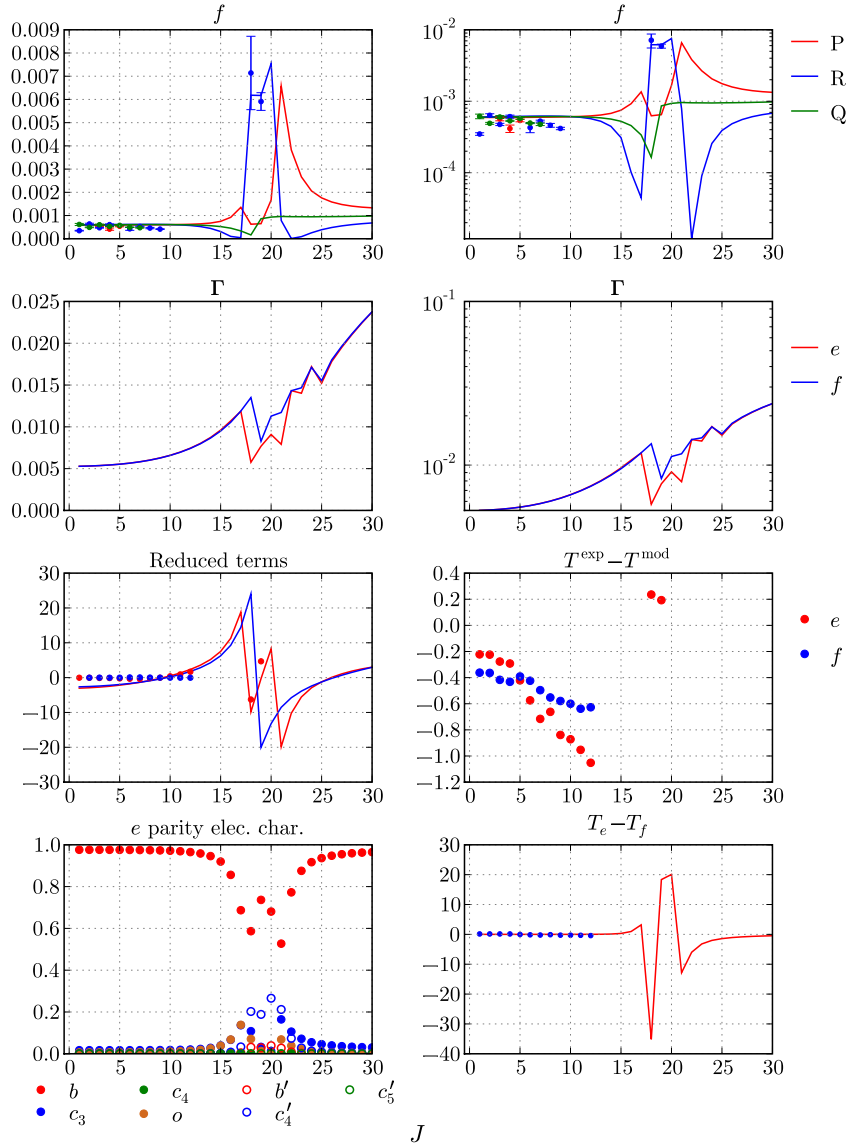 f f
0.009 0.008 0.007 0.006 0.005 0.004 0.003 0.002 0.001 0.000
0 5 10 15 20 25 30
10⁻² 10⁻³ 10⁻⁴
0 5 10 15 20 25 30
P
R
Q
Γ Γ
0.025 0.020 0.015 0.010 0.005 0.000
0 5 10 15 20 25 30
10⁻¹ 10⁻²
0 5 10 15 20 25 30
e
f
Reduced terms T^exp−T^mod
30 20 10 0 −10 −20 −30
0 5 10 15 20 25 30
0.4 0.2 0.0 −0.2 −0.4 −0.6 −0.8 −1.0 −1.2
0 5 10 15 20 25 30
e
f
e parity elec. char. T_e−T_f
1.0 0.8 0.6 0.4 0.2 0.0
0 5 10 15 20 25 30
30 20 10 0 −10 −20 −30 −40
0 5 10 15 20 25 30
b c₄ b′ c₅′
c₃ o c₄′
J